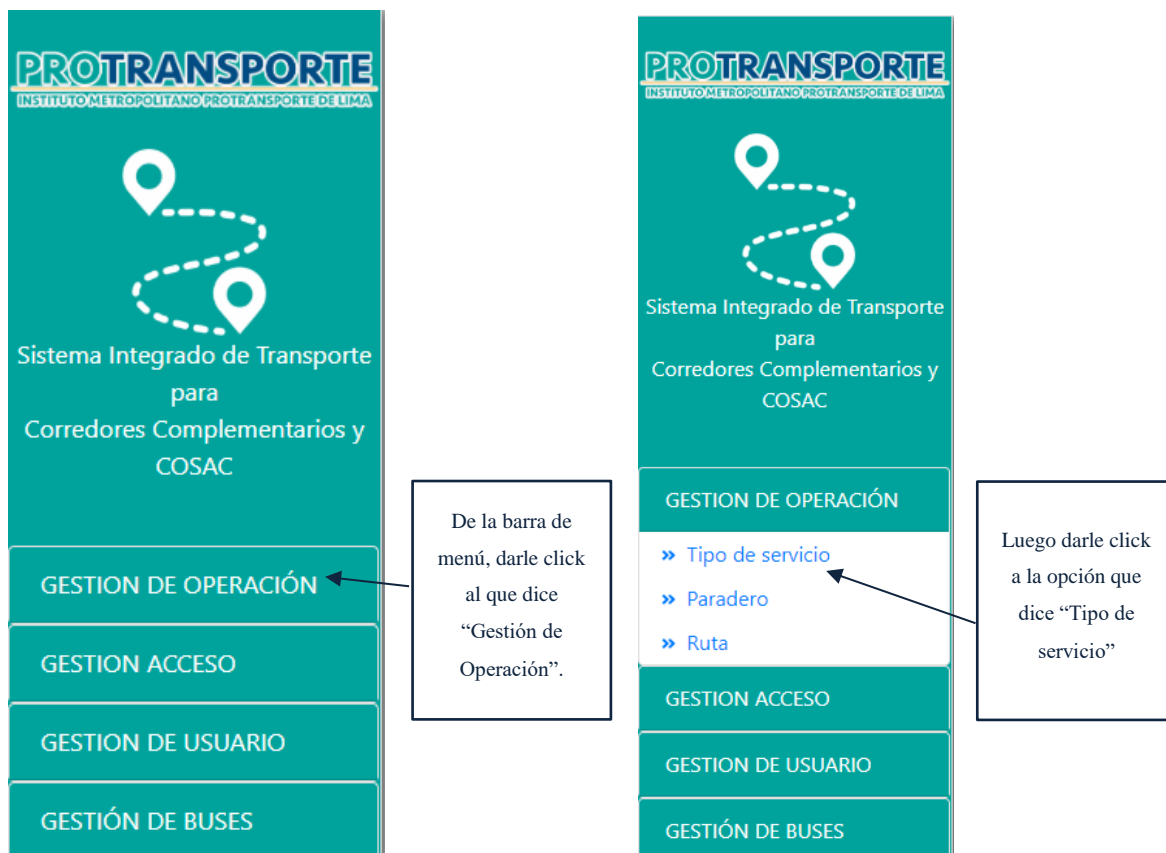 PROTRANSPORTE
INSTITUTO METROPOLITANO PROTRANSPORTE DE LIMA
Sistema Integrado de Transporte
para
Corredores Complementarios y
COSAC
GESTION DE OPERACIÓN
GESTION ACCESO
GESTION DE USUARIO
GESTIÓN DE BUSES
De la barra de
menú, darle click
al que dice
“Gestión de
Operación”.
PROTRANSPORTE
INSTITUTO METROPOLITANO PROTRANSPORTE DE LIMA
Sistema Integrado de Transporte
para
Corredores Complementarios y
COSAC
GESTION DE OPERACIÓN
» Tipo de servicio
» Paradero
» Ruta
GESTION ACCESO
GESTION DE USUARIO
GESTIÓN DE BUSES
Luego darle click
a la opción que
dice “Tipo de
servicio”